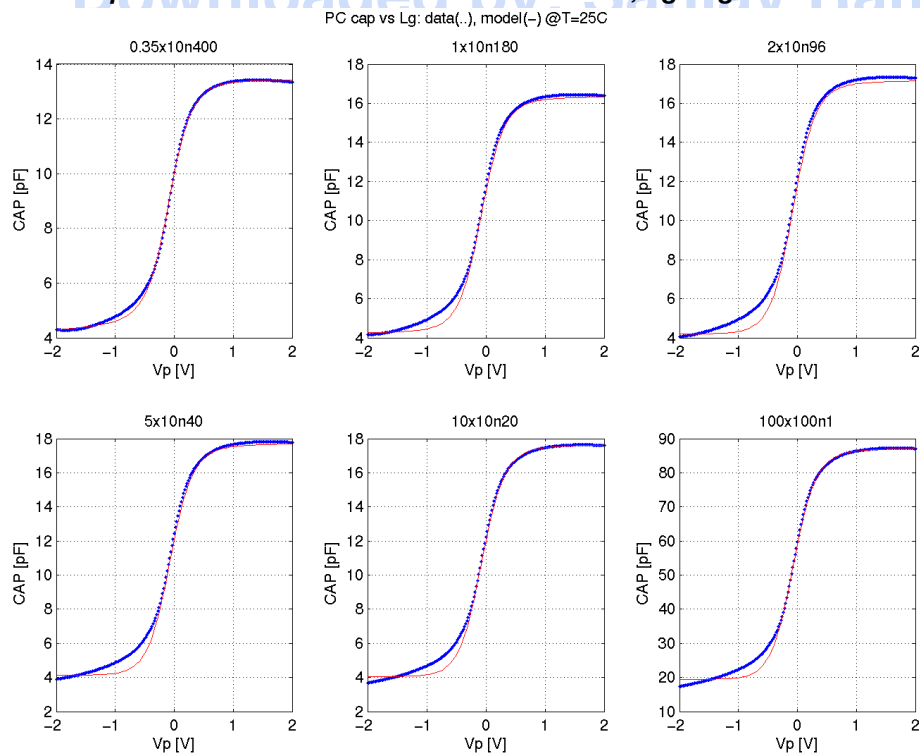 Downloaded by: Sanjay
PC cap vs Lg: data(..), model(−) @T=25C
0.35x10n400
1x10n180
2x10n96
14
12
10
8
6
4
CAP [pF]
−2 −1 0 1 2
Vp [V]
18
16
14
12
10
8
6
4
CAP [pF]
−2 −1 0 1 2
Vp [V]
18
16
14
12
10
8
6
4
CAP [pF]
−2 −1 0 1 2
Vp [V]
5x10n40
10x10n20
100x100n1
18
16
14
12
10
8
6
4
2
CAP [pF]
−2 −1 0 1 2
Vp [V]
18
16
14
12
10
8
6
4
2
CAP [pF]
−2 −1 0 1 2
Vp [V]
90
80
70
60
50
40
30
20
10
CAP [pF]
−2 −1 0 1 2
Vp [V]